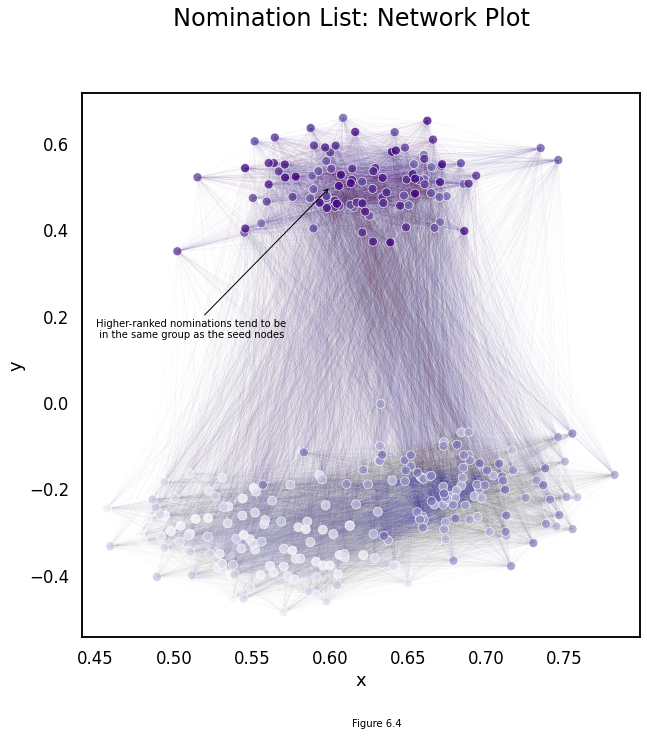 Nomination List: Network Plot
0.6
0.4
0.2
0.0
−0.2
−0.4
y
Higher-ranked nominations tend to be
in the same group as the seed nodes
0.45 0.50 0.55 0.60 0.65 0.70 0.75
x
Figure 6.4